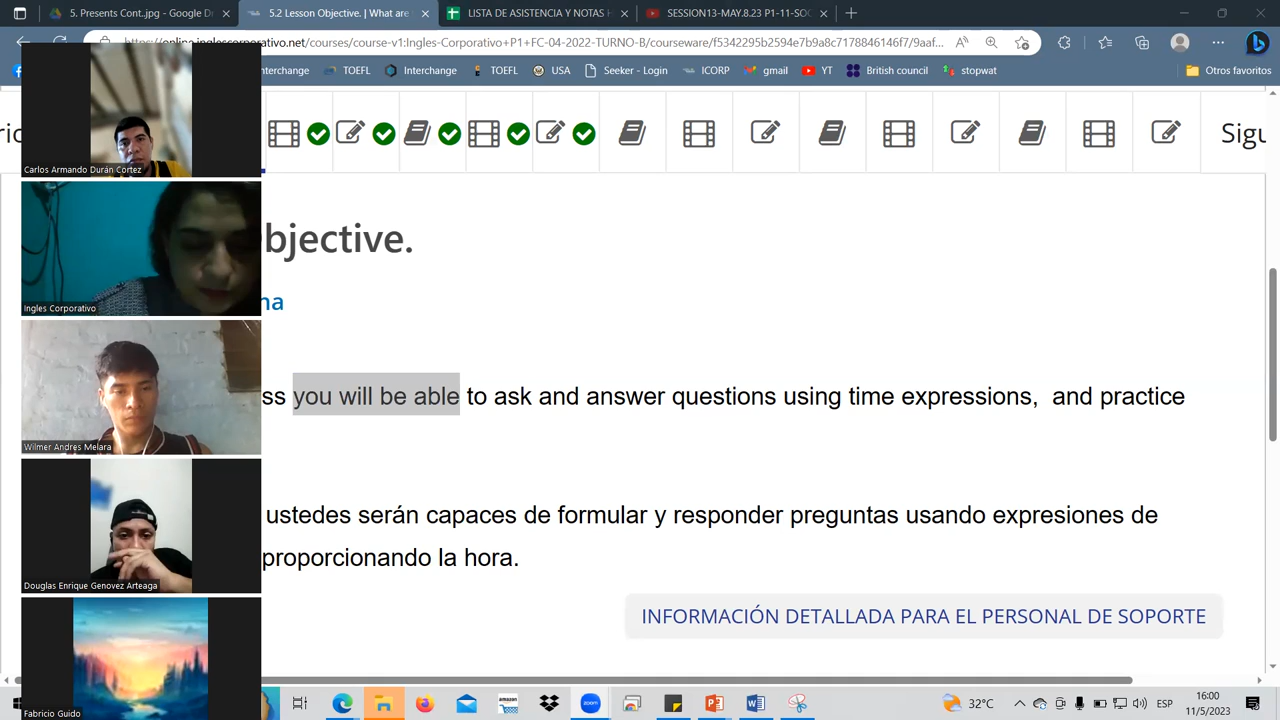 5.2. Presents Cont..jpg - Google D
5.2 Lesson Objective. | What are
LISTA DE ASISTENCIA Y NOTAS
SESSION13-MAY.8.23 P1-11-SOC
https://online.inglescorporativo.net/courses/course-v1:Ingles-Corporativo+P1+FC-04-2022-TURNO-B/courseware/f5342295b2594e7b9a8c7178846146f7/9aaf...
Interchange
TOEFL
Interchange
TOEFL
USA
Seeker - Login
ICORP
gmail
YT
British council
stopwat
Otros favoritos
Sigu
bjective.
na
ss you will be able to ask and answer questions using time expressions, and practice
ustedes serán capaces de formular y responder preguntas usando expresiones de
proporcionando la hora.
INFORMACIÓN DETALLADA PARA EL PERSONAL DE SOPORTE
Carlos Armando Durán Cortez
Ingles Corporativo
Wilmer Andres Melara
Douglas Enrique Genovez Arteaga
Fabricio Guido
amazon
zoom
32°C
ESP
16:00
11/5/2023